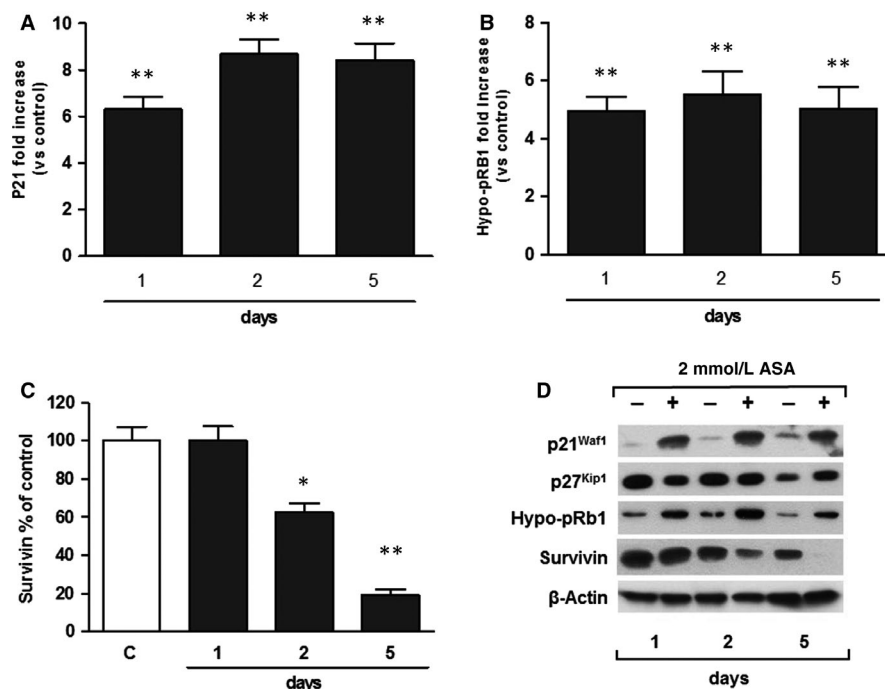 A
P21 fold increase
(vs control)
10
8
6
4
2
0
**
**
**
1 2 5
days
B
Hypo-pRB1 fold Increase
(vs control)
8
6
4
2
0
**
**
**
1 2 5
days
C
Survivin % of control
120
100
80
60
40
20
0
*
**
C 1 2 5
days
D
2 mmol/L ASA
– + – + – +
p21Waf1
p27Kip1
Hypo-pRb1
Survivin
β-Actin
1 2 5
days